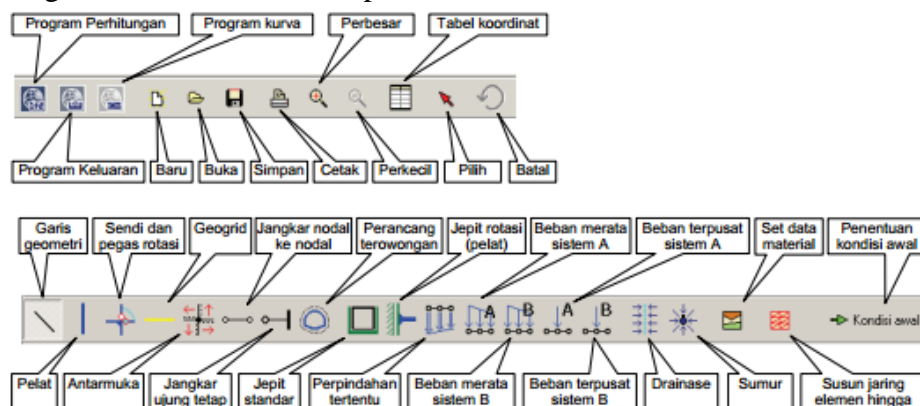 Program Perhitungan
Program kurva
Perbesar
Tabel koordinat
Program Keluaran
Baru
Buka
Simpan
Cetak
Perkecil
Pilih
Batal
Garis
geometri
Sendi dan
pegas rotasi
Geogrid
Jangkar nodal
ke nodal
Perancang
terowongan
Jepit rotasi
(pelat)
Beban merata
sistem A
Beban terpusat
sistem A
Set data
material
Penentuan
kondisi awal
A
B
A
B
Kondisi awal
Pelat
Antarmuka
Jangkar
ujung tetap
Jepit
standar
Perpindahan
tertentu
Beban merata
sistem B
Beban terpusat
sistem B
Drainase
Sumur
Susun jaring
elemen hingga